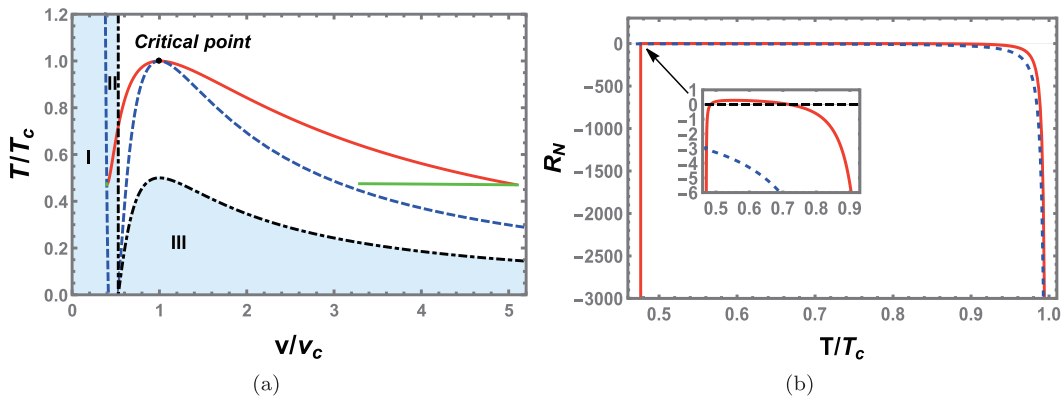 1.2
1.0
0.8
0.6
0.4
0.2
0.0
T/T_c
Critical point
I
II
III
0 1 2 3 4 5
v/v_c
(a)
0
−500
−1000
−1500
−2000
−2500
−3000
R_N
1
0
−1
−2
−3
−4
−5
−6
0.5 0.6 0.7 0.8 0.9
0.5 0.6 0.7 0.8 0.9 1.0
T/T_c
(b)